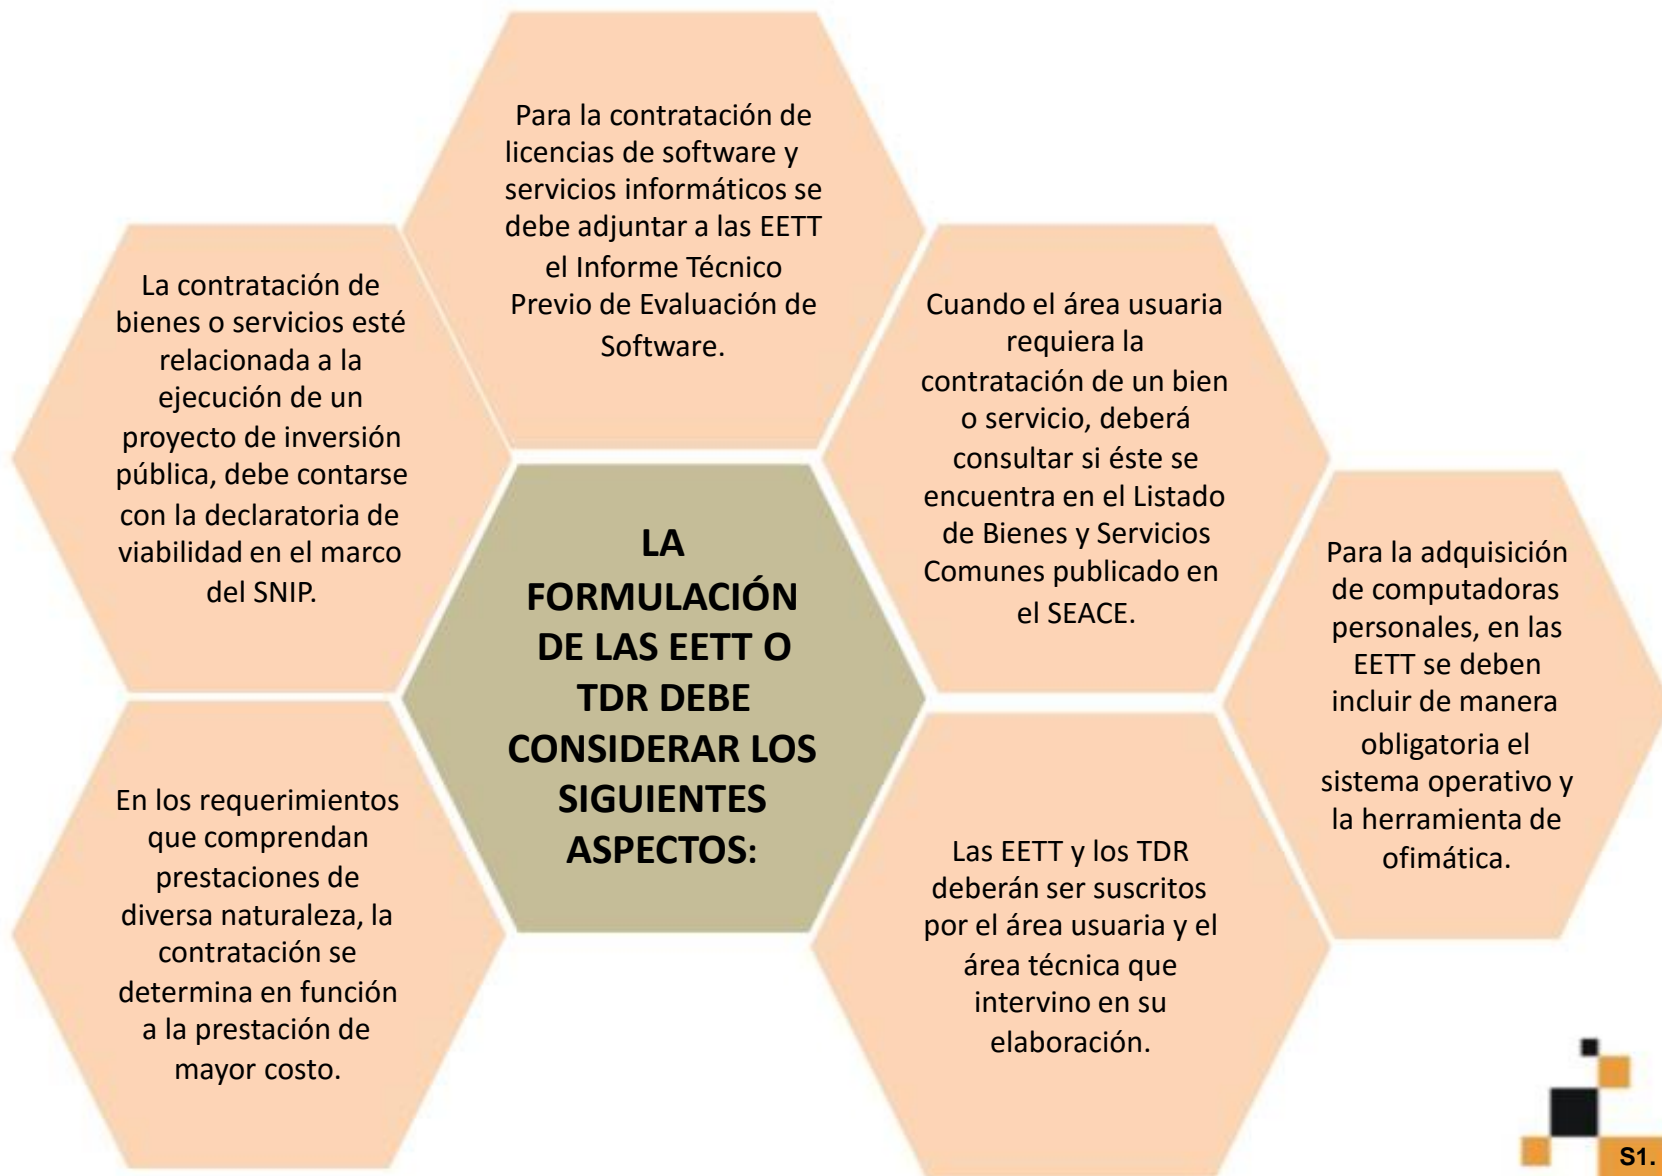 Para la contratación de
licencias de software y
servicios informáticos se
debe adjuntar a las EETT
el Informe Técnico
Previo de Evaluación de
Software.
La contratación de
bienes o servicios esté
relacionada a la
ejecución de un
proyecto de inversión
pública, debe contarse
con la declaratoria de
viabilidad en el marco
del SNIP.
Cuando el área usuaria
requiera la
contratación de un bien
o servicio, deberá
consultar si éste se
encuentra en el Listado
de Bienes y Servicios
Comunes publicado en
el SEACE.
LA
FORMULACIÓN
DE LAS EETT O
TDR DEBE
CONSIDERAR LOS
SIGUIENTES
ASPECTOS:
Para la adquisición
de computadoras
personales, en las
EETT se deben
incluir de manera
obligatoria el
sistema operativo y
la herramienta de
ofimática.
En los requerimientos
que comprendan
prestaciones de
diversa naturaleza, la
contratación se
determina en función
a la prestación de
mayor costo.
Las EETT y los TDR
deberán ser suscritos
por el área usuaria y el
área técnica que
intervino en su
elaboración.
S1.